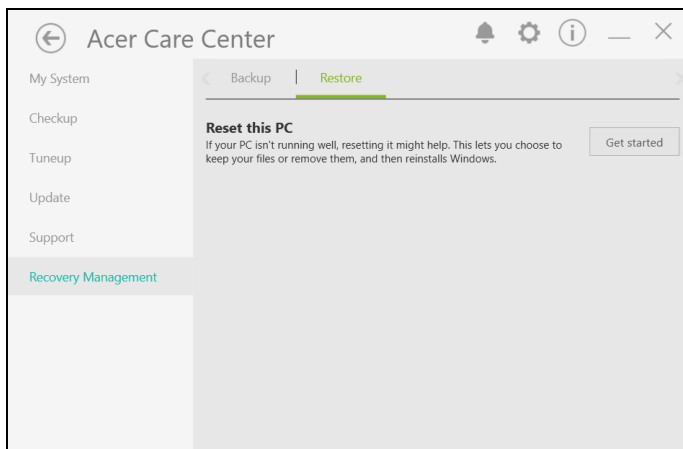 Acer Care Center
My System
Checkup
Tuneup
Update
Support
Recovery Management
Backup
Restore
Reset this PC
If your PC isn't running well, resetting it might help. This lets you choose to
keep your files or remove them, and then reinstalls Windows.
Get started